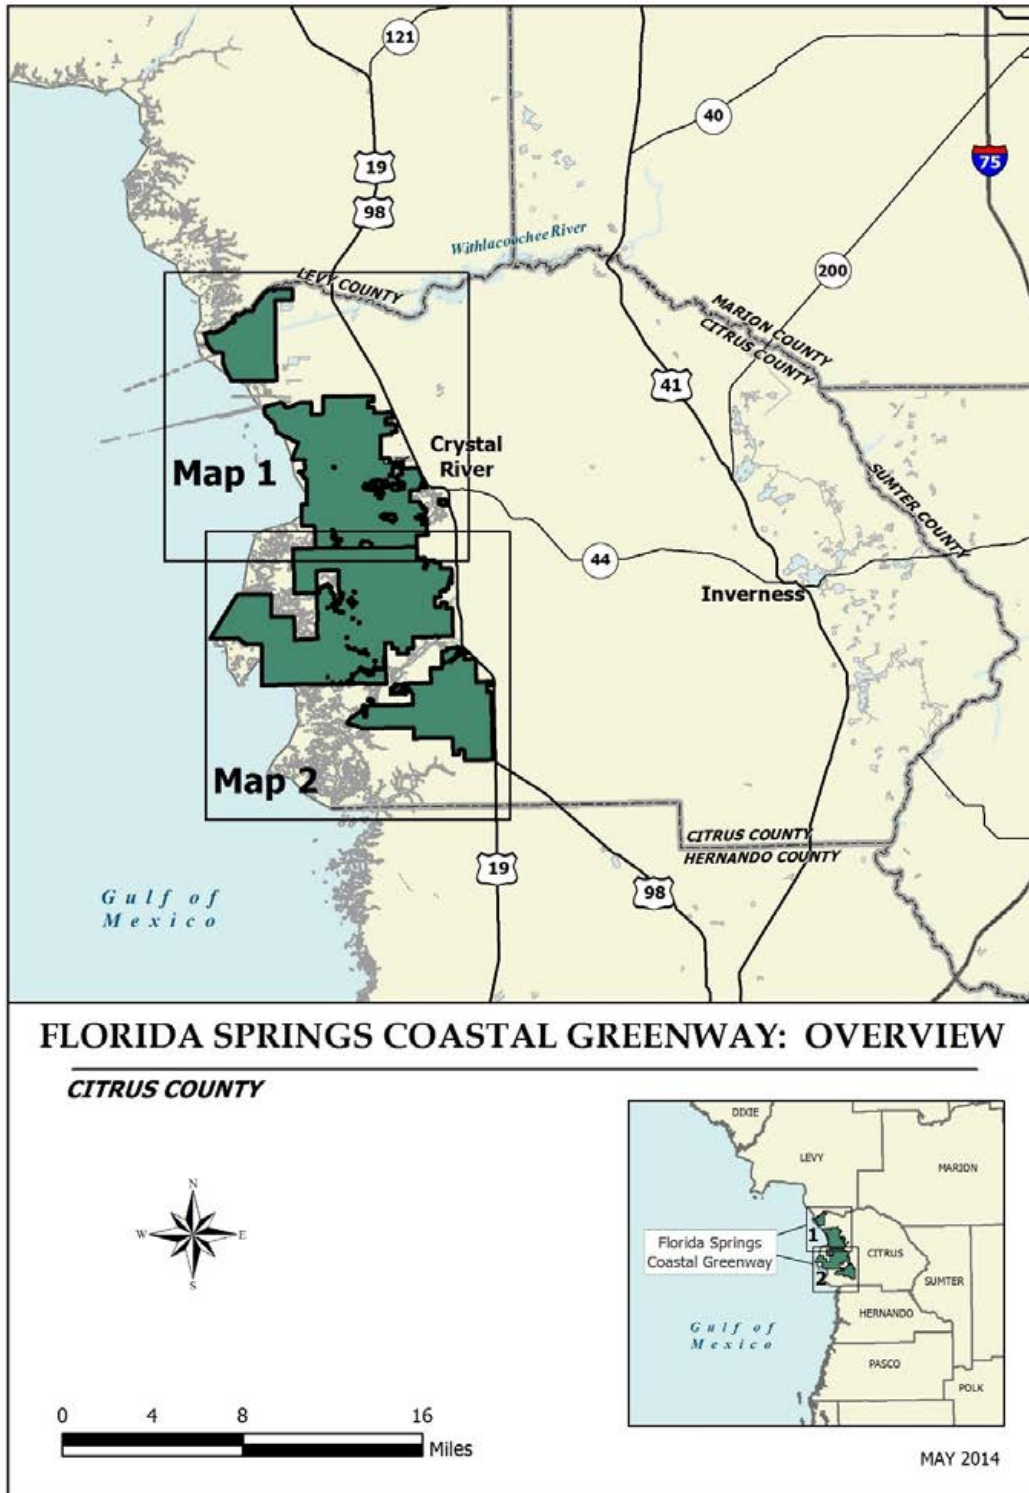 121
40
19
75
98
Withlacoochee River
200
LEVY COUNTY
MARION COUNTY
CITRUS COUNTY
41
Crystal
River
Map 1
SUMTER COUNTY
44
Inverness
Map 2
CITRUS COUNTY
HERNANDO COUNTY
19
98
Gulf of
Mexico
FLORIDA SPRINGS COASTAL GREENWAY: OVERVIEW
CITRUS COUNTY
DIXIE
LEVY
MARION
N
W E
S
1
Florida Springs
Coastal Greenway
CITRUS
2
SUMTER
HERNANDO
Gulf of
Mexico
PASCO
POLK
0 4 8 16
Miles
MAY 2014